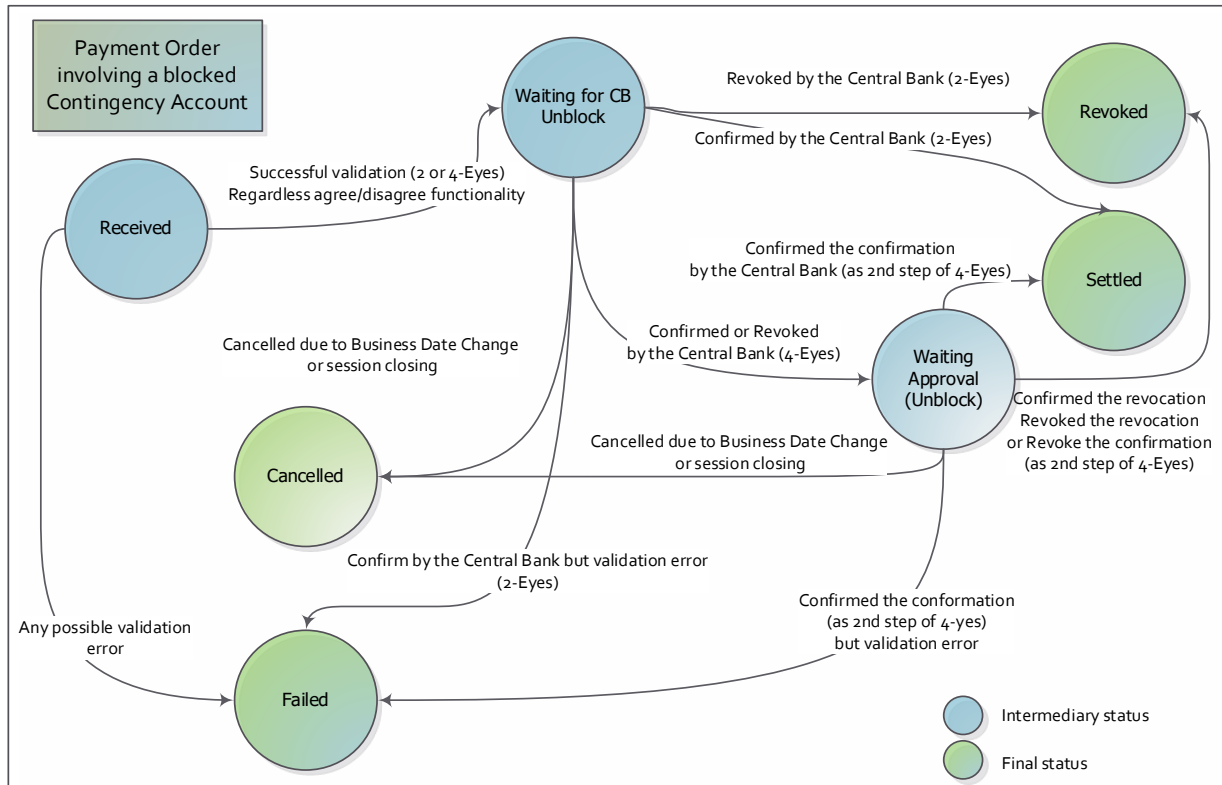 Payment Order
involving a blocked
Contingency Account
Waiting for CB
Unblock
Revoked by the Central Bank (2-Eyes)
Revoked
Confirmed by the Central Bank (2-Eyes)
Successful validation (2 or 4-Eyes)
Regardless agree/disagree functionality
Received
Confirmed the confirmation
by the Central Bank (as 2nd step of 4-Eyes)
Settled
Cancelled due to Business Date Change
or session closing
Confirmed or Revoked
by the Central Bank (4-Eyes)
Waiting
Approval
(Unblock)
Confirmed the revocation
Revoked the revocation
or Revoke the confirmation
(as 2nd step of 4-Eyes)
Cancelled due to Business Date Change
or session closing
Cancelled
Confirm by the Central Bank but validation error
(2-Eyes)
Confirmed the conformation
(as 2nd step of 4-yes)
but validation error
Any possible validation
error
Failed
Intermediary status
Final status